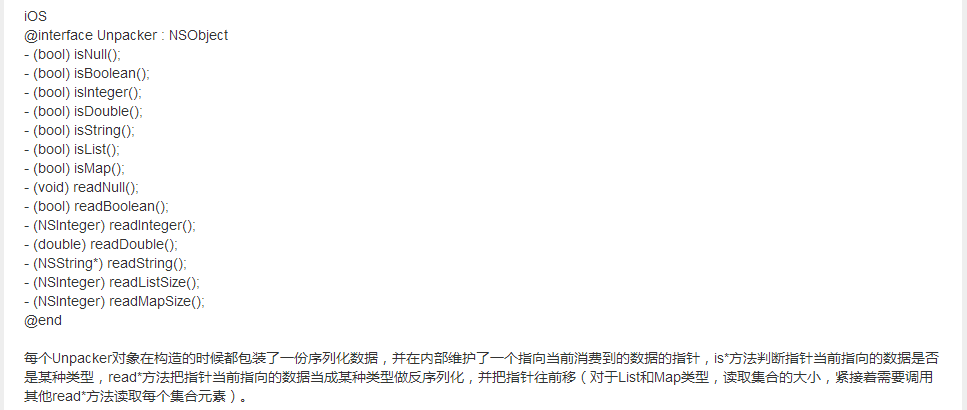 iOS
@interface Unpacker : NSObject
- (bool) isNull();
- (bool) isBoolean();
- (bool) isInteger();
- (bool) isDouble();
- (bool) isString();
- (bool) isList();
- (bool) isMap();
- (void) readNull();
- (bool) readBoolean();
- (NSInteger) readInteger();
- (double) readDouble();
- (NSString*) readString();
- (NSInteger) readListSize();
- (NSInteger) readMapSize();
@end
每个Unpacker对象在构造的时候都包装了一份序列化数据，并在内部维护了一个指向当前消费到的数据的指针，is*方法判断指针当前指向的数据是否
是某种类型，read*方法把指针当前指向的数据当成某种类型做反序列化，并把指针往前移（对于List和Map类型，读取集合的大小，紧接着需要调用
其他read*方法读取每个集合元素）。